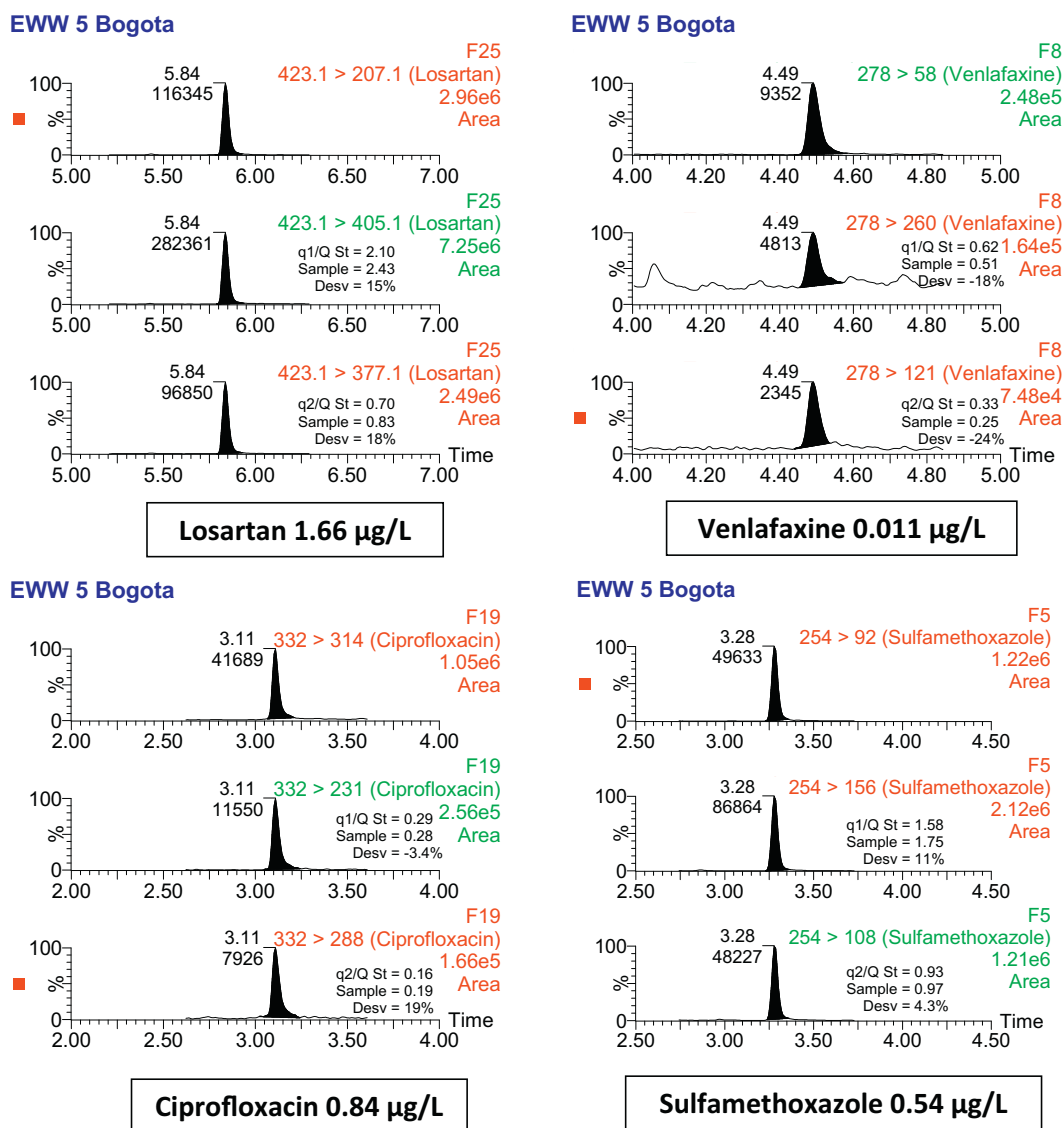 EWW 5 Bogota
F25
423.1 > 207.1 (Losartan)
2.96e6
Area
5.84
116345
100
%
0
5.00 5.50 6.00 6.50 7.00
F25
423.1 > 405.1 (Losartan)
7.25e6
Area
5.84
282361
q1/Q St = 2.10
Sample = 2.43
Desv = 15%
100
%
0
5.00 5.50 6.00 6.50 7.00
F25
423.1 > 377.1 (Losartan)
2.49e6
Area
5.84
96850
q2/Q St = 0.70
Sample = 0.83
Desv = 18%
100
%
0
Time
5.00 5.50 6.00 6.50 7.00
Losartan 1.66 µg/L
EWW 5 Bogota
F8
278 > 58 (Venlafaxine)
2.48e5
Area
4.49
9352
100
%
0
4.00 4.20 4.40 4.60 4.80 5.00
F8
278 > 260 (Venlafaxine)
1.64e5
Area
4.49
4813
q1/Q St = 0.62
Sample = 0.51
Desv = -18%
100
%
0
4.00 4.20 4.40 4.60 4.80 5.00
F8
278 > 121 (Venlafaxine)
7.48e4
Area
4.49
2345
q2/Q St = 0.33
Sample = 0.25
Desv = -24%
100
%
0
Time
4.00 4.20 4.40 4.60 4.80 5.00
Venlafaxine 0.011 µg/L
EWW 5 Bogota
F19
332 > 314 (Ciprofloxacin)
1.05e6
Area
3.11
41689
100
%
0
2.00 2.50 3.00 3.50 4.00
F19
332 > 231 (Ciprofloxacin)
2.56e5
Area
3.11
11550
q1/Q St = 0.29
Sample = 0.28
Desv = -3.4%
100
%
0
2.00 2.50 3.00 3.50 4.00
F19
332 > 288 (Ciprofloxacin)
1.66e5
Area
3.11
7926
q2/Q St = 0.16
Sample = 0.19
Desv = 19%
100
%
0
Time
2.00 2.50 3.00 3.50 4.00
Ciprofloxacin 0.84 µg/L
EWW 5 Bogota
F5
254 > 92 (Sulfamethoxazole)
1.22e6
Area
3.28
49633
100
%
0
2.50 3.00 3.50 4.00 4.50
F5
254 > 156 (Sulfamethoxazole)
2.12e6
Area
3.28
86864
q1/Q St = 1.58
Sample = 1.75
Desv = 11%
100
%
0
2.50 3.00 3.50 4.00 4.50
F5
254 > 108 (Sulfamethoxazole)
1.21e6
Area
3.28
48227
q2/Q St = 0.93
Sample = 0.97
Desv = 4.3%
100
%
0
Time
2.50 3.00 3.50 4.00 4.50
Sulfamethoxazole 0.54 µg/L